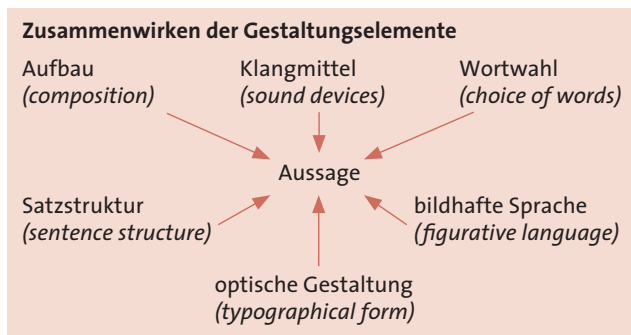 Zusammenwirken der Gestaltungselemente
Aufbau
(composition)
Klangmittel
(sound devices)
Wortwahl
(choice of words)
Aussage
Satzstruktur
(sentence structure)
bildhafte Sprache
(figurative language)
optische Gestaltung
(typographical form)